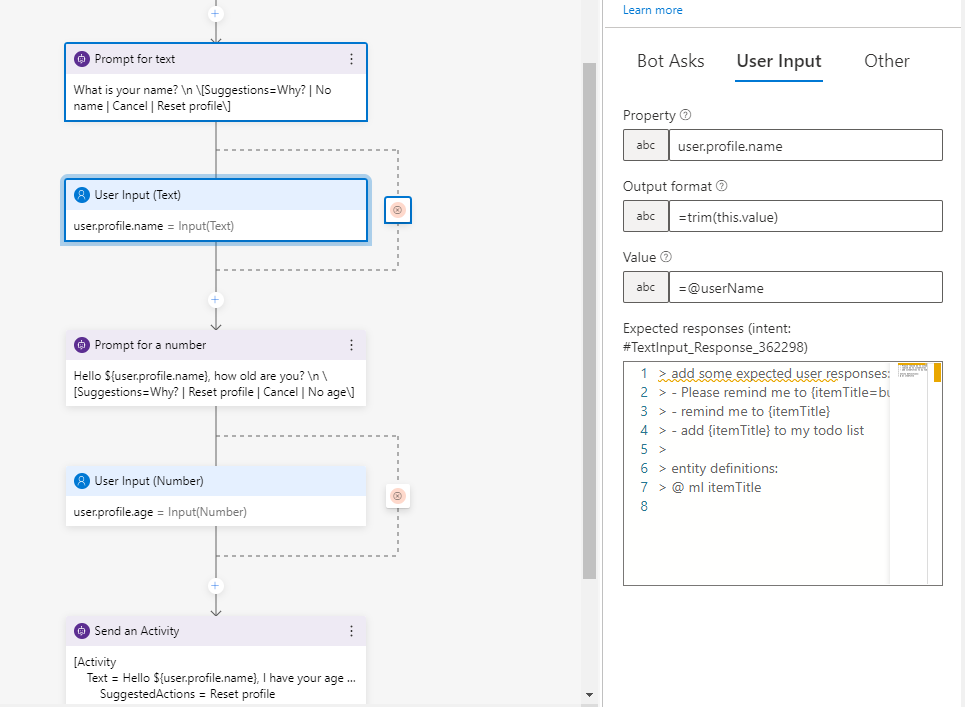 Prompt for text
What is your name? \n \[Suggestions=Why? | No
name | Cancel | Reset profile\]
User Input (Text)
user.profile.name = Input(Text)
Prompt for a number
Hello ${user.profile.name}, how old are you? \n \
[Suggestions=Why? | Reset profile | Cancel | No age\]
User Input (Number)
user.profile.age = Input(Number)
Send an Activity
[Activity
Text = Hello ${user.profile.name}, I have your age ...
SuggestedActions = Reset profile
Learn more
Bot Asks User Input Other
Property
abc user.profile.name
Output format
abc =trim(this.value)
Value
abc =@userName
Expected responses (intent:
#TextInput_Response_362298)
1 > add some expected user responses:
2 > - Please remind me to {itemTitle=bu
3 > - remind me to {itemTitle}
4 > - add {itemTitle} to my todo list
5 >
6 > entity definitions:
7 > @ ml itemTitle
8